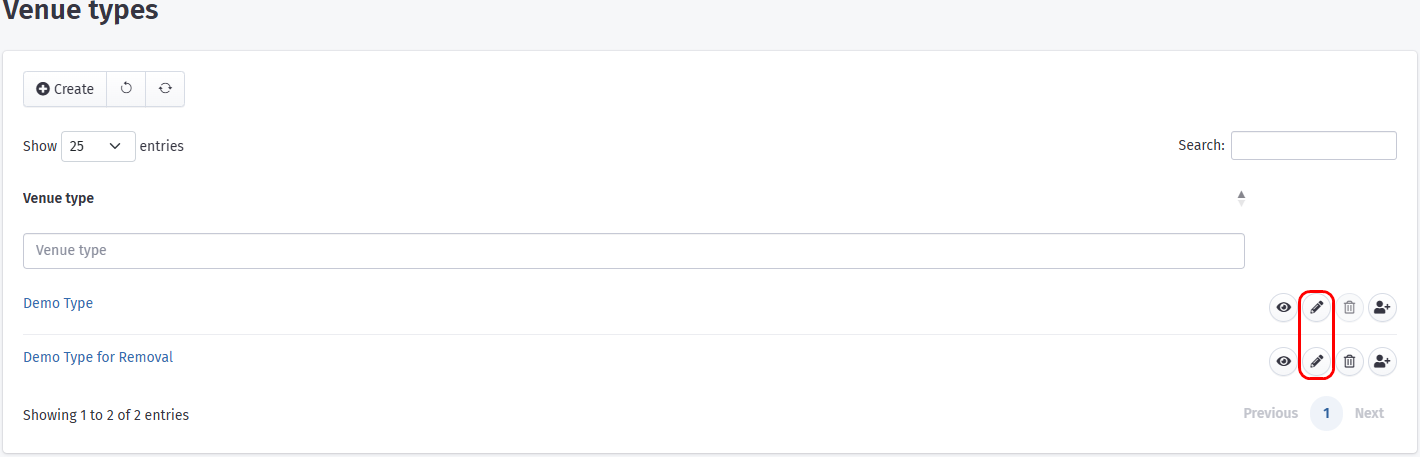 Venue types
Create
Show 25 entries
Search:
Venue type
Venue type
Demo Type
Demo Type for Removal
Showing 1 to 2 of 2 entries
Previous 1 Next